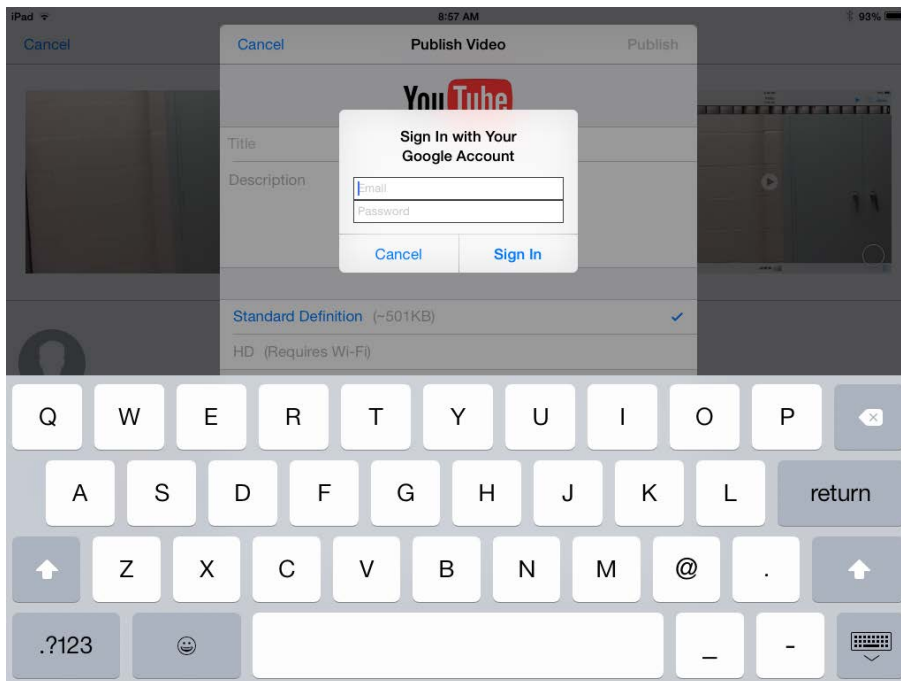 iPad
8:57 AM
93%
Cancel
Cancel
Publish Video
Publish
YouTube
Title
Description
Sign In with Your
Google Account
Email
Password
Cancel
Sign In
Standard Definition (~501KB)
HD (Requires Wi-Fi)
Q W E R T Y U I O P
A S D F G H J K L return
Z X C V B N M @ .
.?123 _ -